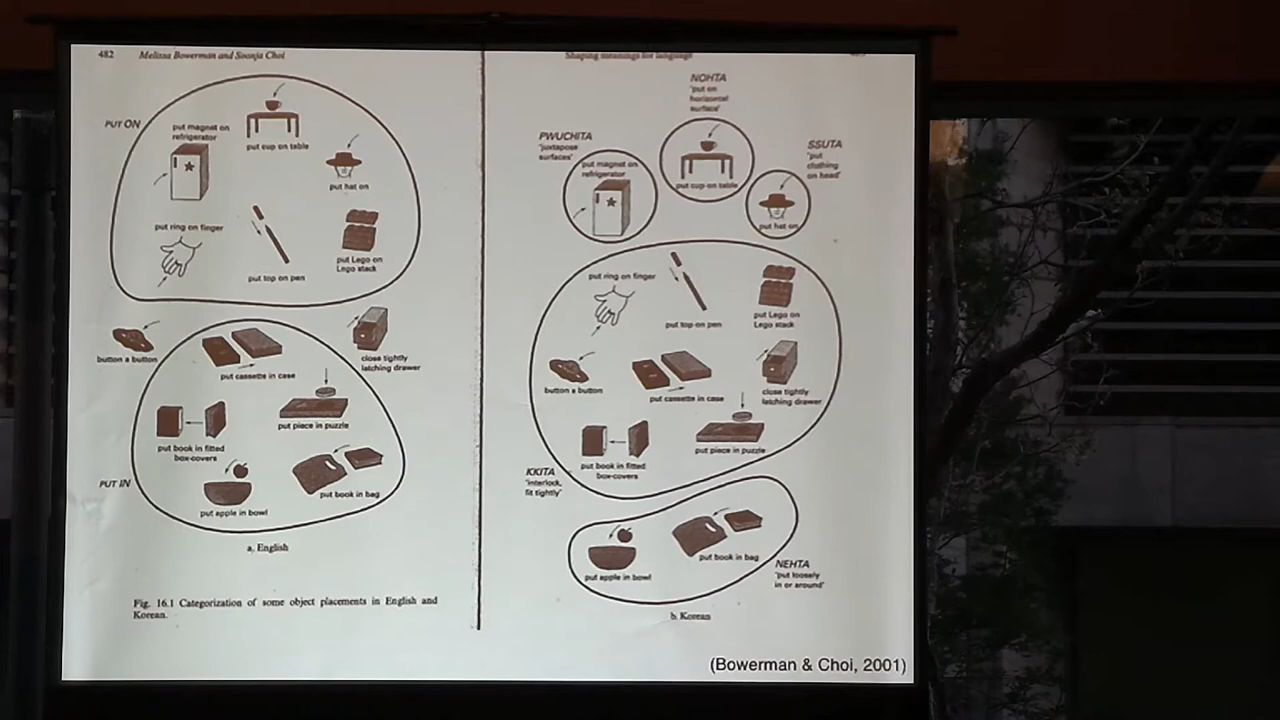 482 Melissa Bowerman and Soonja Choi
PUT ON
put cup on table
put magnet on
refrigerator
put hat on
put ring on finger
put Lego on
Lego stack
put top on pen
button a button
close tightly
latching drawer
put cassette in case
put piece in puzzle
put book in fitted
box-covers
PUT IN
put book in bag
put apple in bowl
a. English
Fig. 16.1 Categorization of some object placements in English and
Korean.
Shaping meanings for language
NOHTA
'put on
horizontal
surface'
PWUCHITA
'juxtapose
surfaces'
SSUTA
'put
clothing
on head'
put magnet on
refrigerator
put cup on table
put hat on
put ring on finger
put top on pen
put Lego on
Lego stack
button a button
put cassette in case
close tightly
latching drawer
put piece in puzzle
put book in fitted
box-covers
KKITA
'interlock,
fit tightly'
put book in bag
put apple in bowl
NEHTA
'put loosely
in or around'
b. Korean
(Bowerman & Choi, 2001)